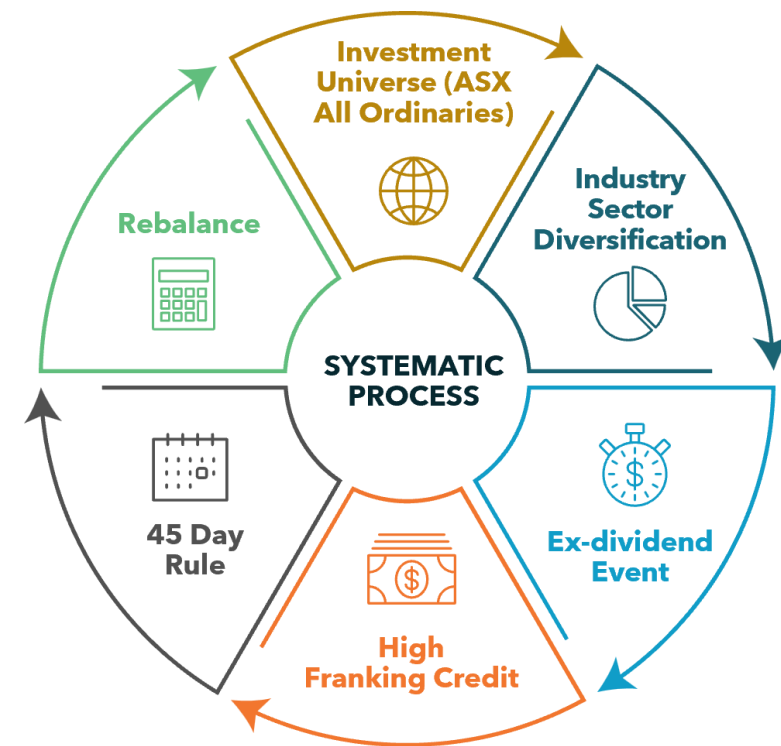 Investment
Universe (ASX
All Ordinaries)
Industry
Sector
Diversification
Ex-dividend
Event
High
Franking Credit
45 Day
Rule
Rebalance
SYSTEMATIC
PROCESS